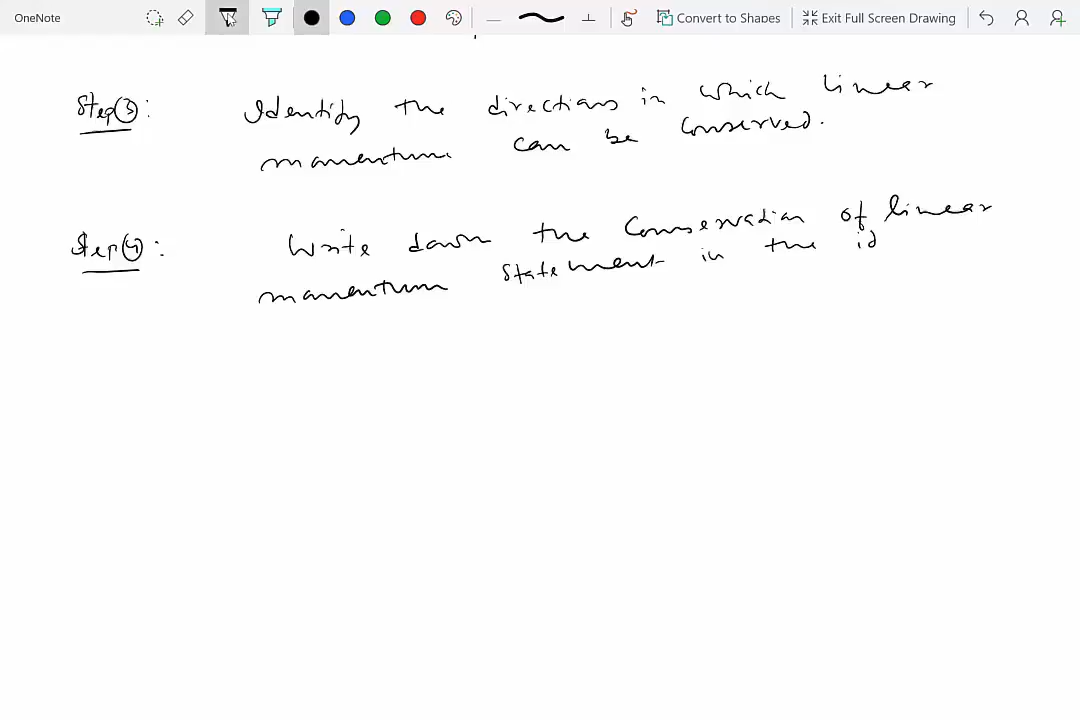 OneNote
Convert to Shapes
Exit Full Screen Drawing
Step(3): Identify the directions in which linear
momentum can be conserved.
Step(4): Write down the conservation of linear
momentum statement in the id